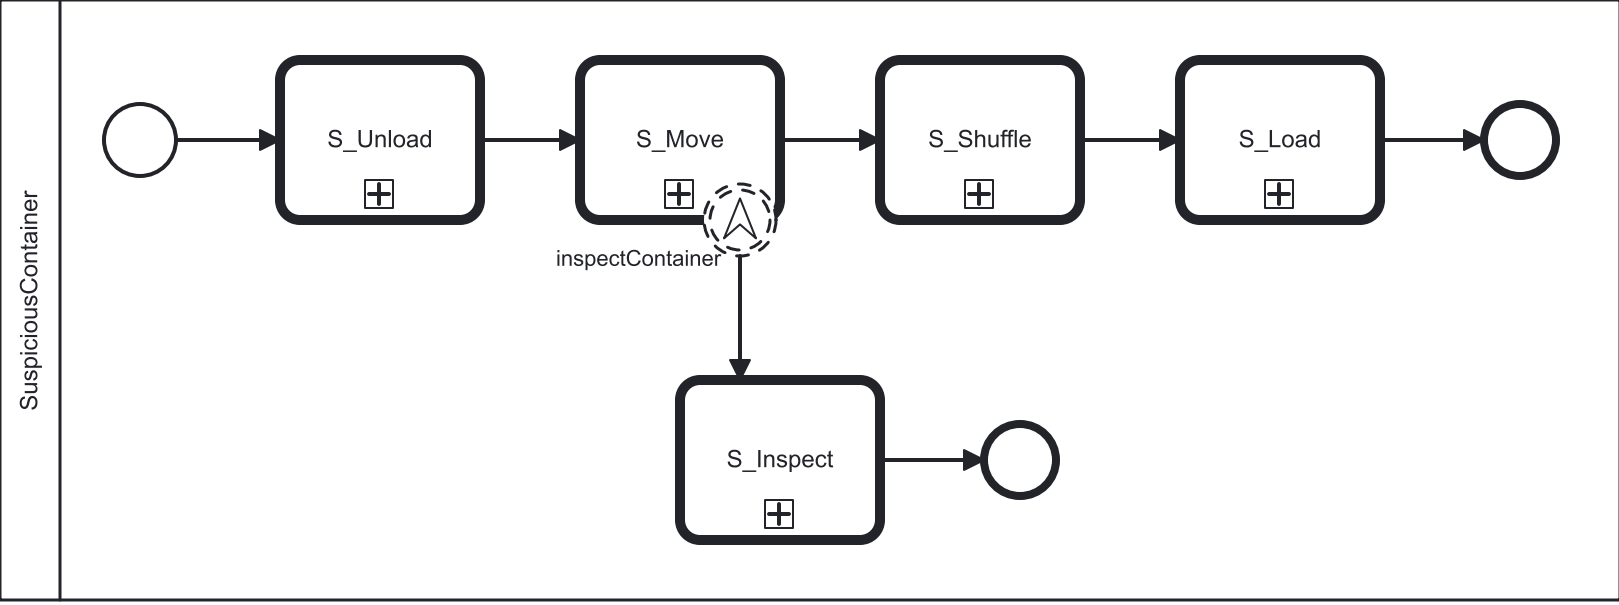 SuspiciousContainer
S_Unload
S_Move
S_Shuffle
S_Load
inspectContainer
S_Inspect